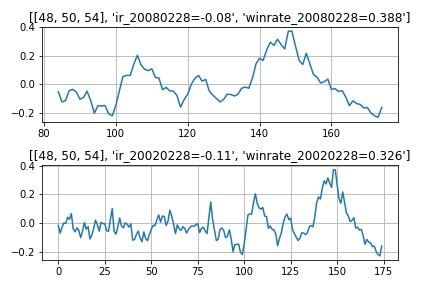 [[48, 50, 54], 'ir_20080228=-0.08', 'winrate_20080228=0.388']
0.4
0.2
0.0
−0.2
80 100 120 140 160
[[48, 50, 54], 'ir_20020228=-0.11', 'winrate_20020228=0.326']
0.4
0.2
0.0
−0.2
0 25 50 75 100 125 150 175